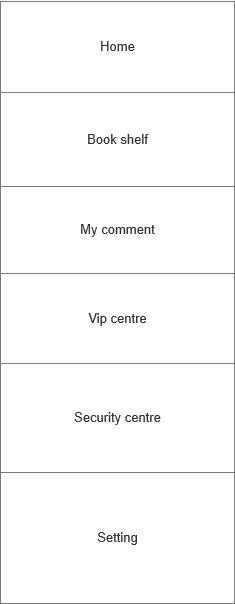 Home
Book shelf
My comment
Vip centre
Security centre
Setting